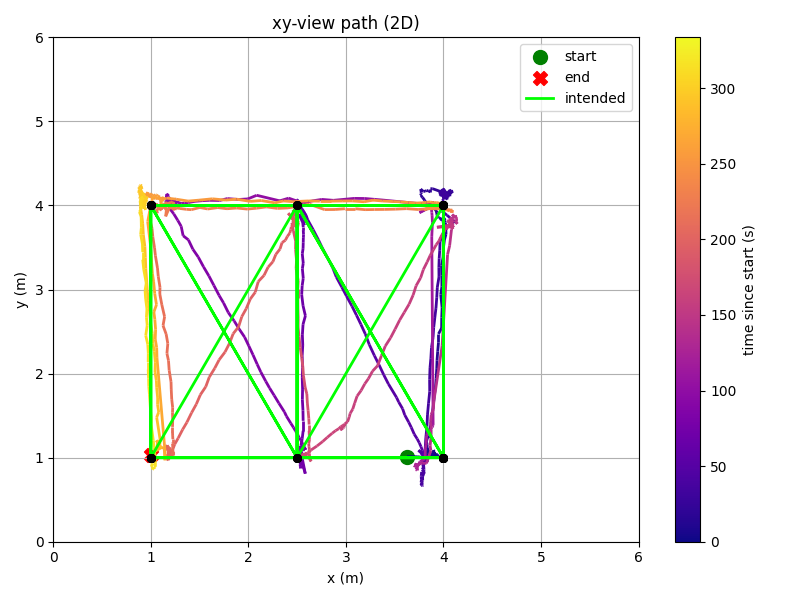 xy-view path (2D)
start
end
intended
6
5
4
3
2
1
0
y (m)
0 1 2 3 4 5 6
x (m)
300
250
200
150
100
50
0
time since start (s)